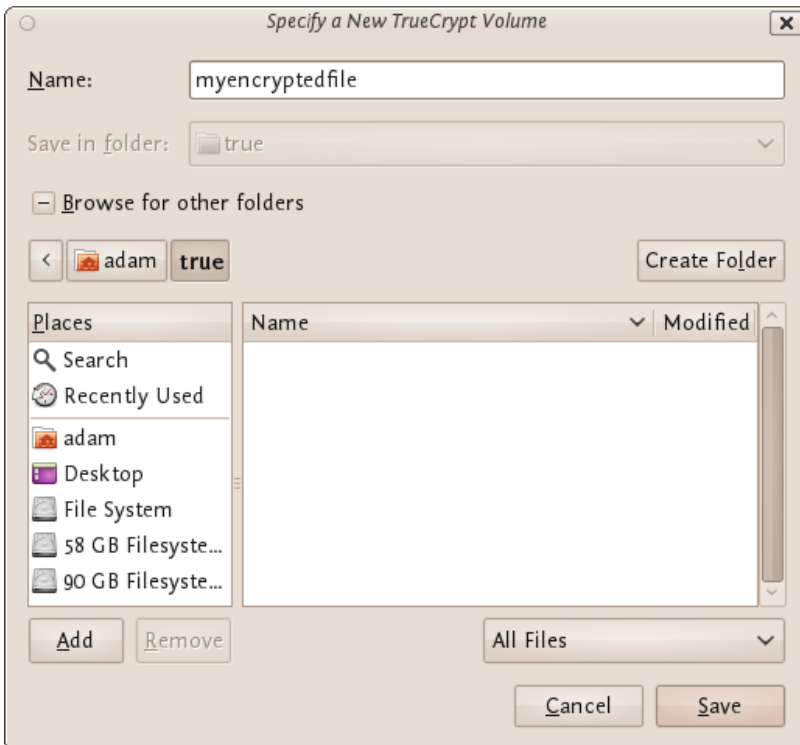 Specify a New TrueCrypt Volume
Name: myencryptedfile
Save in folder: true
Browse for other folders
< adam true Create Folder
Places Name Modified
Search
Recently Used
adam
Desktop
File System
58 GB Filesyste...
90 GB Filesyste...
Add Remove All Files
Cancel Save